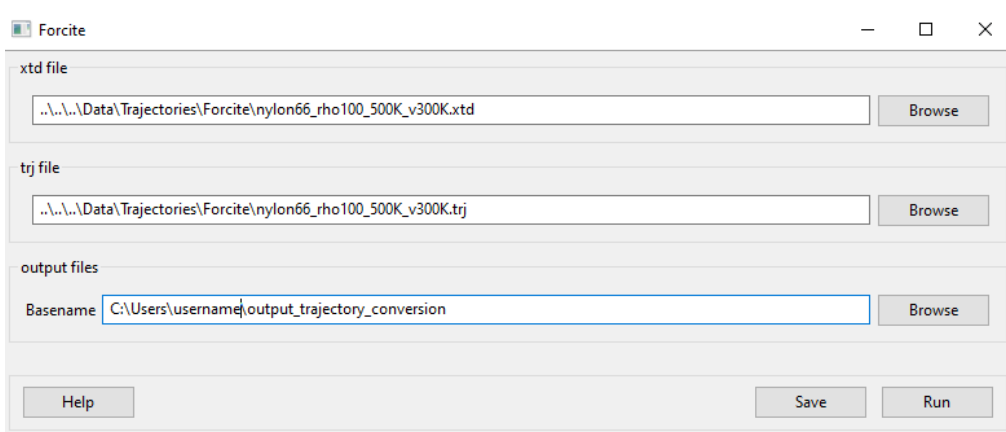 Forcite
xtd file
..\..\..\Data\Trajectories\Forcite\nylon66_rho100_500K_v300K.xtd
Browse
trj file
..\..\..\Data\Trajectories\Forcite\nylon66_rho100_500K_v300K.trj
Browse
output files
Basename C:\Users\username\output_trajectory_conversion
Browse
Help Save Run